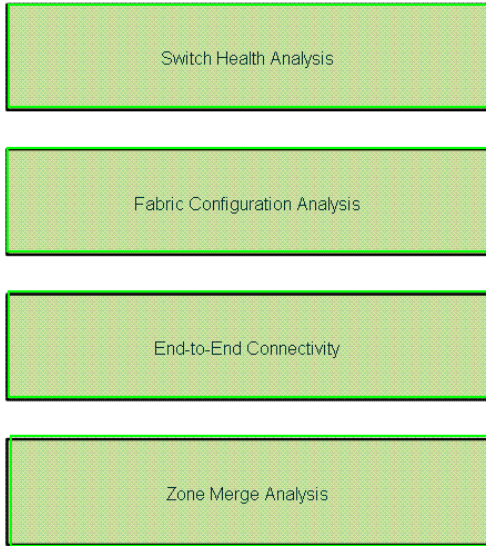 Switch Health Analysis
Fabric Configuration Analysis
End-to-End Connectivity
Zone Merge Analysis